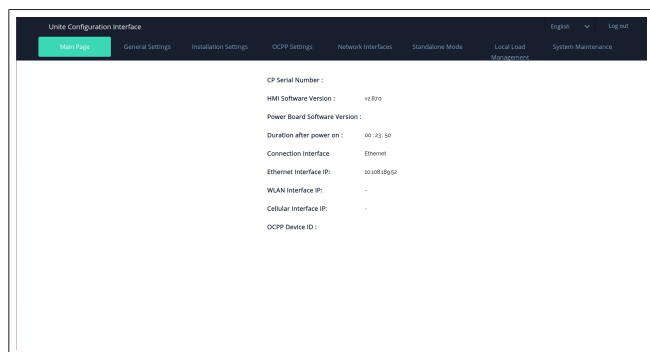 Unite Configuration Interface
English
Log out
Main Page
General Settings
Installation Settings
OCPP Settings
Network Interfaces
Standalone Mode
Local Load Management
System Maintenance
CP Serial Number :
HMI Software Version : v2.87.0
Power Board Software Version :
Duration after power on : 00 : 23 : 50
Connection Interface Ethernet
Ethernet Interface IP: 10.108.189.52
WLAN Interface IP: -
Cellular Interface IP: -
OCPP Device ID :